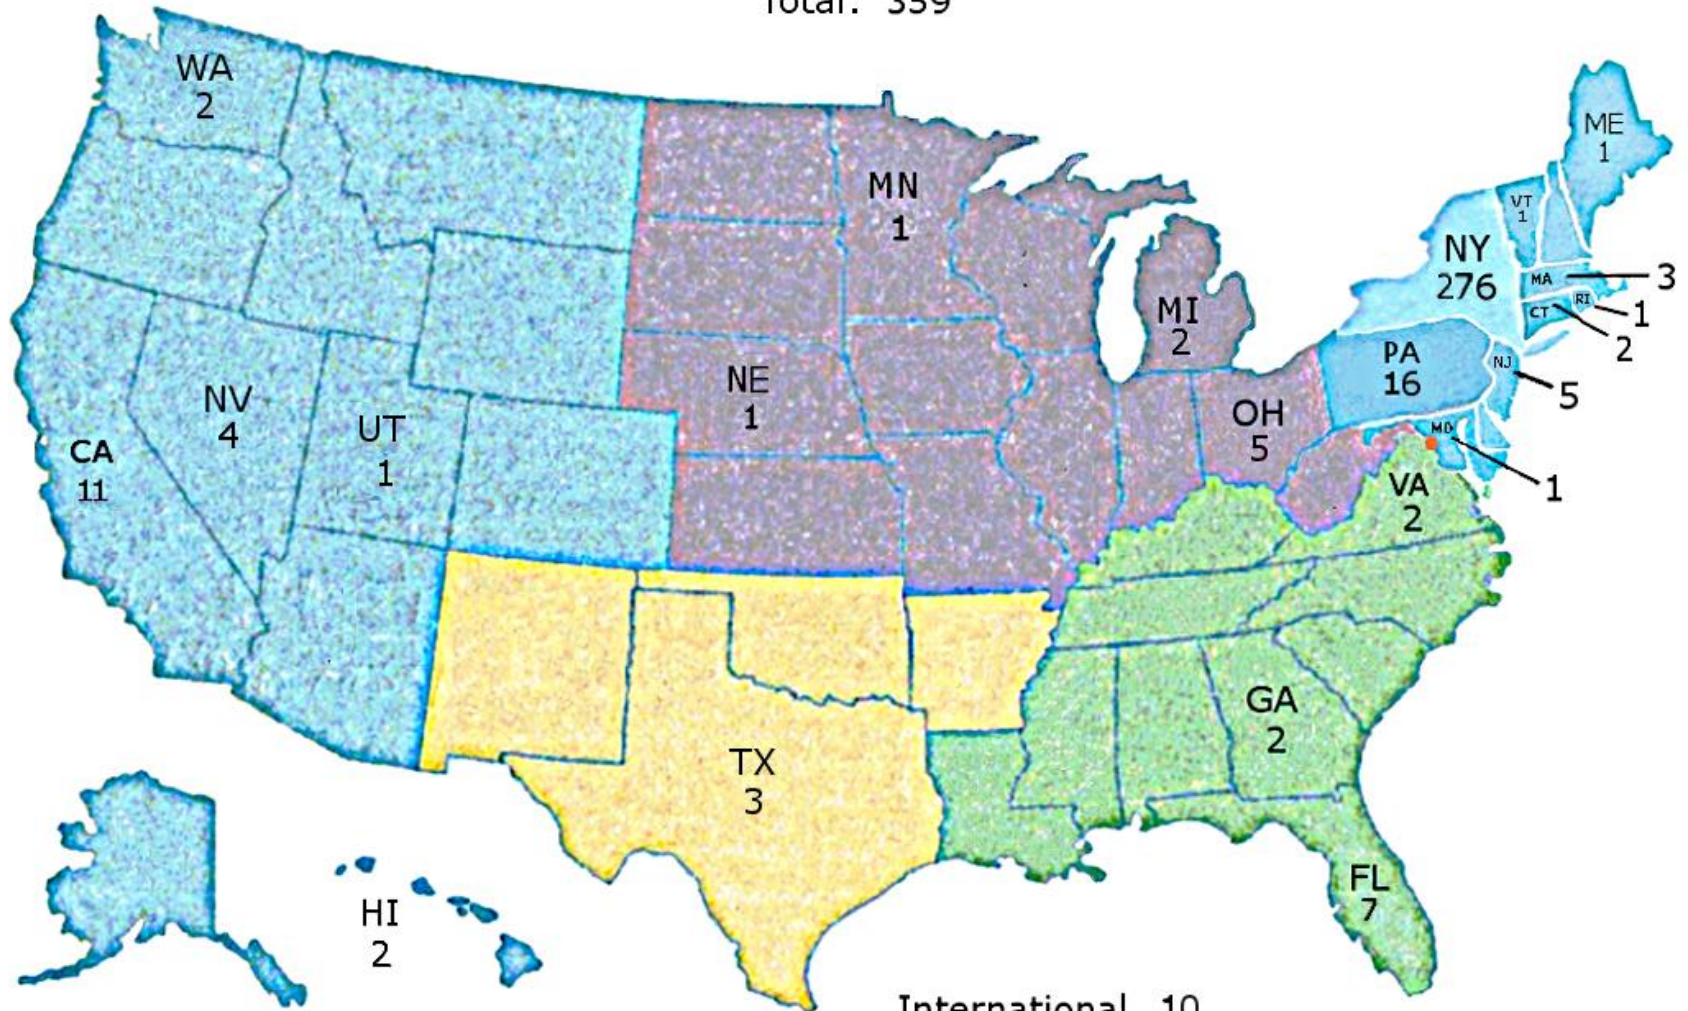 Total: 359
WA
2
ME
1
VT
1
MN
1
NY
276
MA
3
RI
1
CT
2
MI
2
PA
16
NJ
5
NE
1
NV
4
UT
1
OH
5
CA
11
MD
1
VA
2
GA
2
TX
3
FL
7
HI
2
International 10